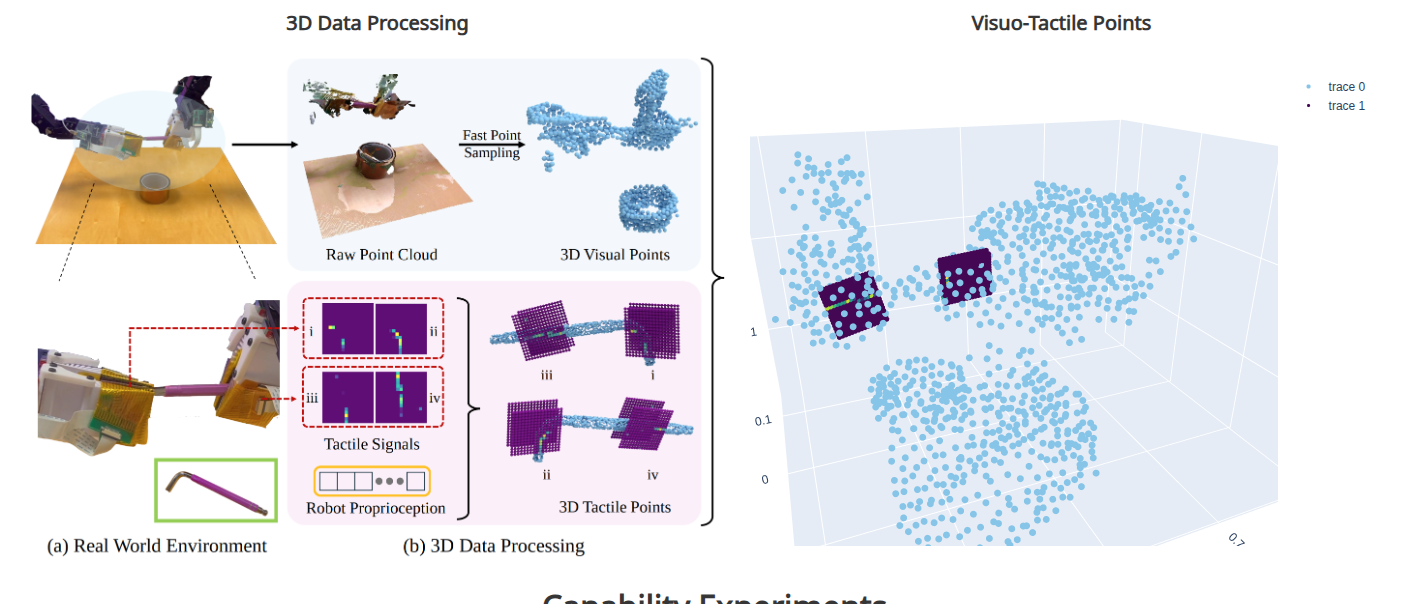 3D Data Processing
Visuo-Tactile Points
trace 0
trace 1
Fast Point
Sampling
Raw Point Cloud
3D Visual Points
i
ii
iii
iv
Tactile Signals
Robot Proprioception
iii
i
ii
iv
3D Tactile Points
(a) Real World Environment
(b) 3D Data Processing
1
0.1
0
0.7
Capability Experiments